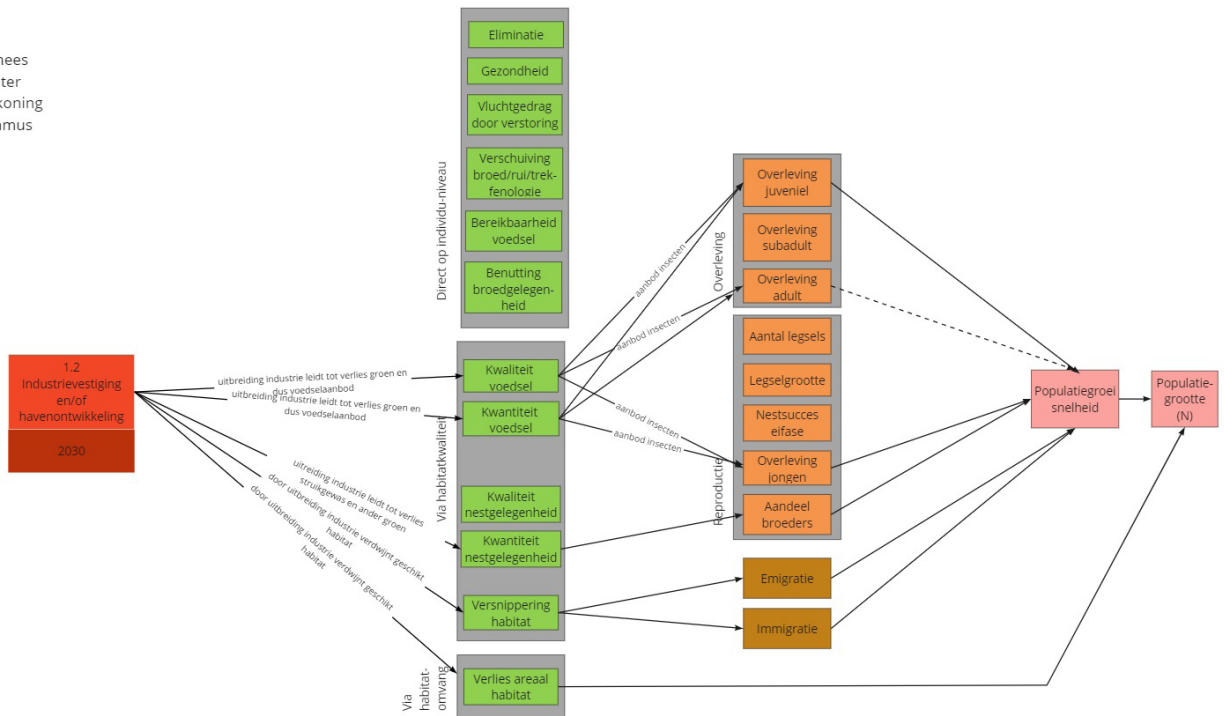 nees
ter
koning
mus
1.2
Industrievestiging
en/of
havenontwikkeling
2030
uitbreiding industrie leidt tot verlies groen en
dus voedselaanbod
uitbreiding industrie leidt tot verlies groen en
dus voedselaanbod
uitreiding industrie leidt tot verlies
struikgewas en ander groen
door uitbreiding industrie verdwijnt geschikt
habitat
door uitbreiding industrie verdwijnt geschikt
habitat
Direct op individu-niveau
Eliminatie
Gezondheid
Vluchtgedrag
door verstoring
Verschuiving
broed/rui/trek-
fenologie
Bereikbaarheid
voedsel
Benutting
broedgelegen-
heid
Via habitatkwaliteit
Kwaliteit
voedsel
Kwantiteit
voedsel
Kwaliteit
nestgelegenheid
Kwantiteit
nestgelegenheid
Versnippering
habitat
Via
habitat-
omvang
Verlies areaal
habitat
aanbod insecten
aanbod insecten
aanbod insecten
aanbod insecten
Overleving
Overleving
juveniel
Overleving
subadult
Overleving
adult
Reproductie
Aantal legsels
Legselgrootte
Nestsucces
eifase
Overleving
jongen
Aandeel
broeders
Emigratie
Immigratie
Populatiegroei
snelheid
Populatie-
grootte
(N)